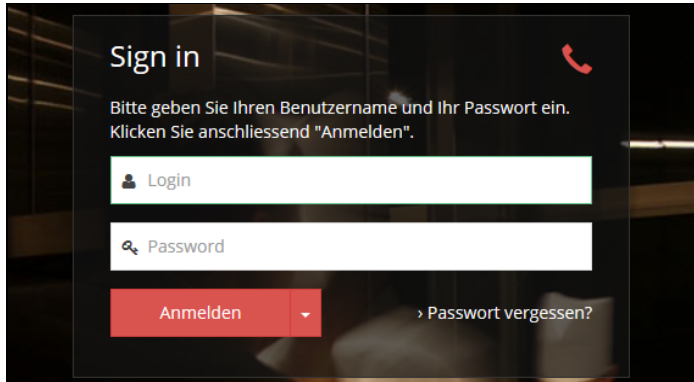 Sign in
Bitte geben Sie Ihren Benutzername und Ihr Passwort ein.
Klicken Sie anschliessend "Anmelden".
Login
Password
Anmelden
› Passwort vergessen?